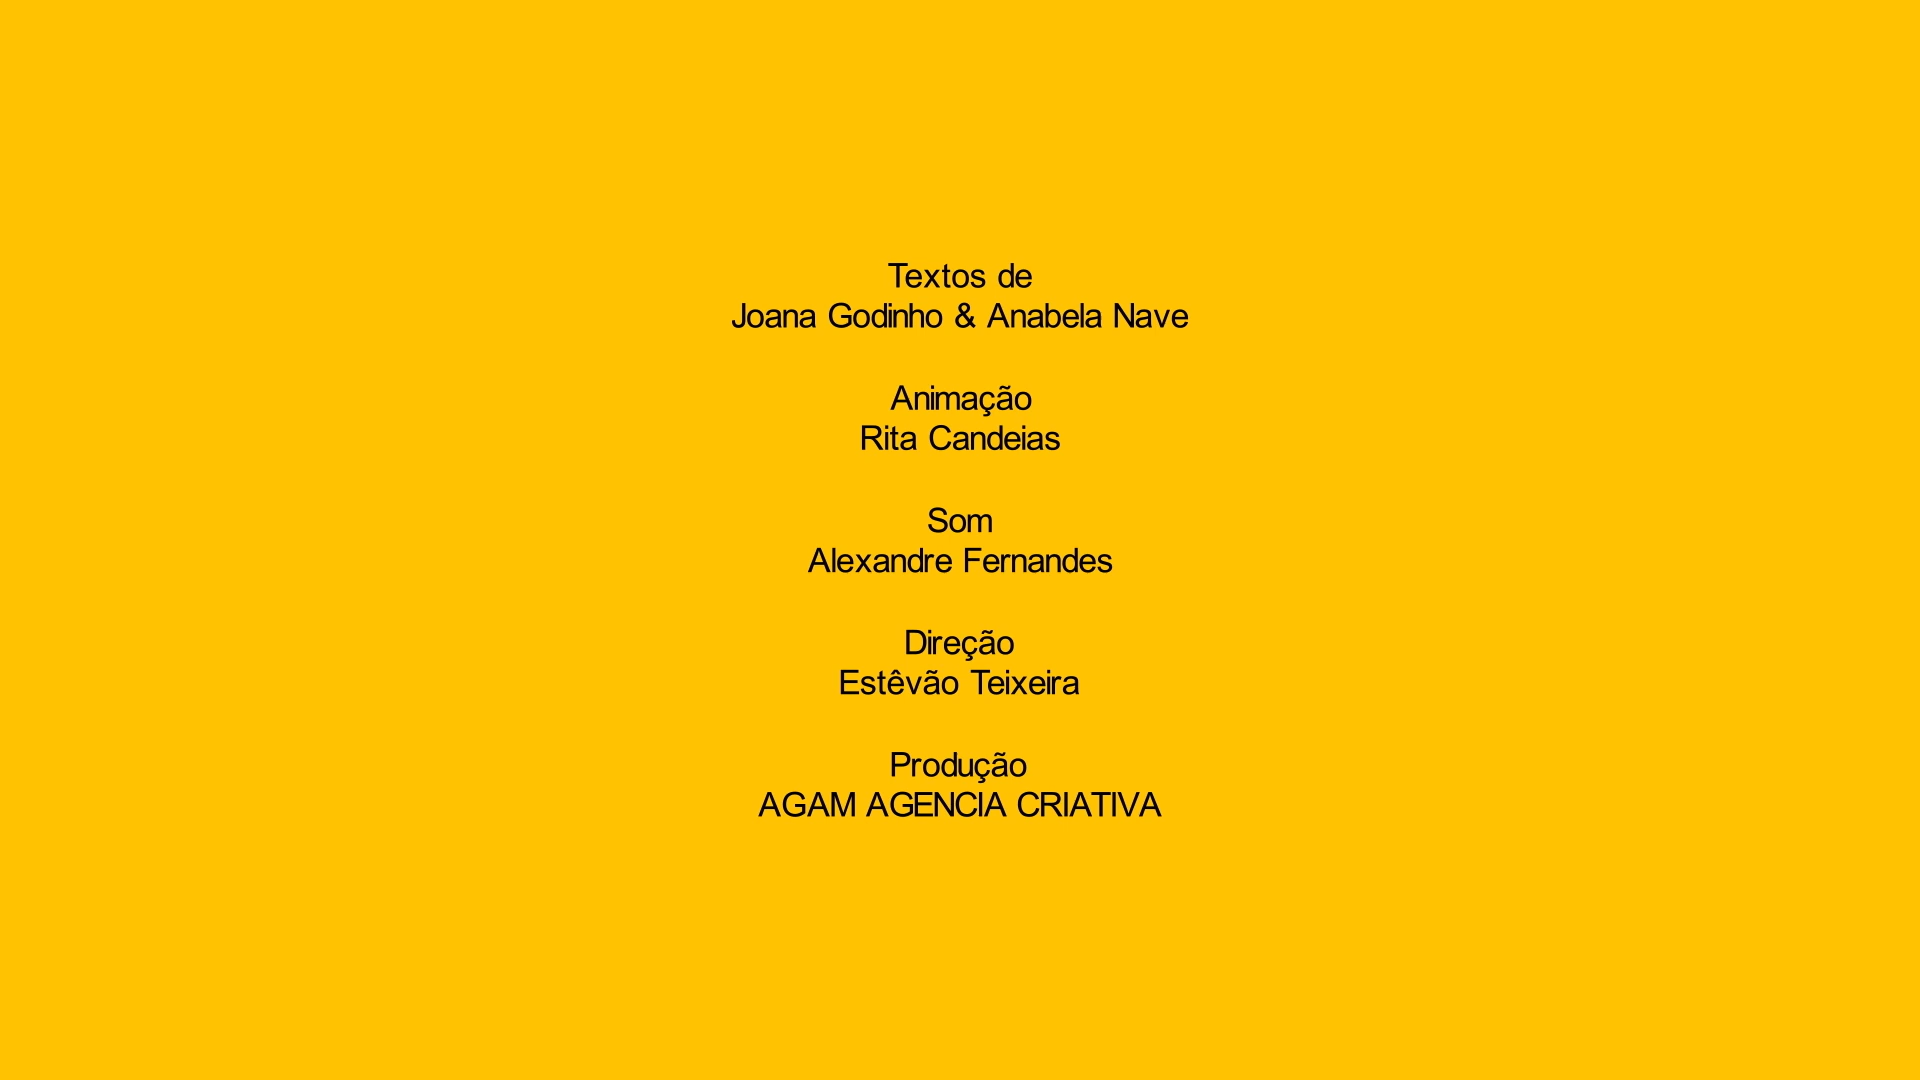 Textos de
Joana Godinho & Anabela Nave
Animação
Rita Candeias
Som
Alexandre Fernandes
Direção
Estêvão Teixeira
Produção
AGAM AGENCIA CRIATIVA